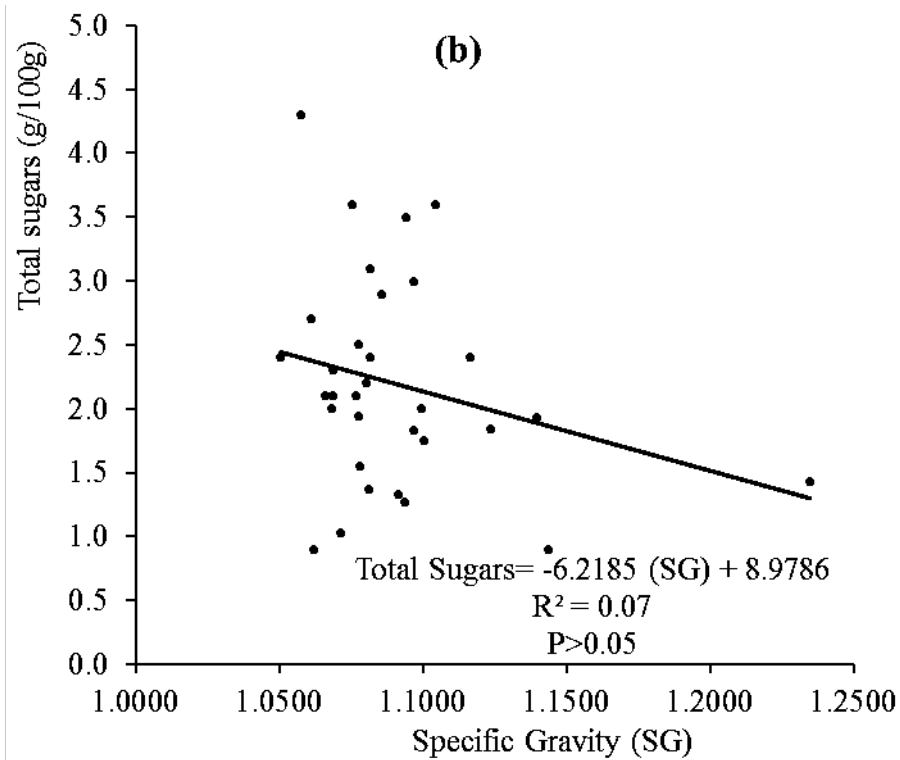 (b)
Total sugars (g/100g)
5.0
4.5
4.0
3.5
3.0
2.5
2.0
1.5
1.0
0.5
0.0
Total Sugars= -6.2185 (SG) + 8.9786
R² = 0.07
P>0.05
1.0000 1.0500 1.1000 1.1500 1.2000 1.2500
Specific Gravity (SG)